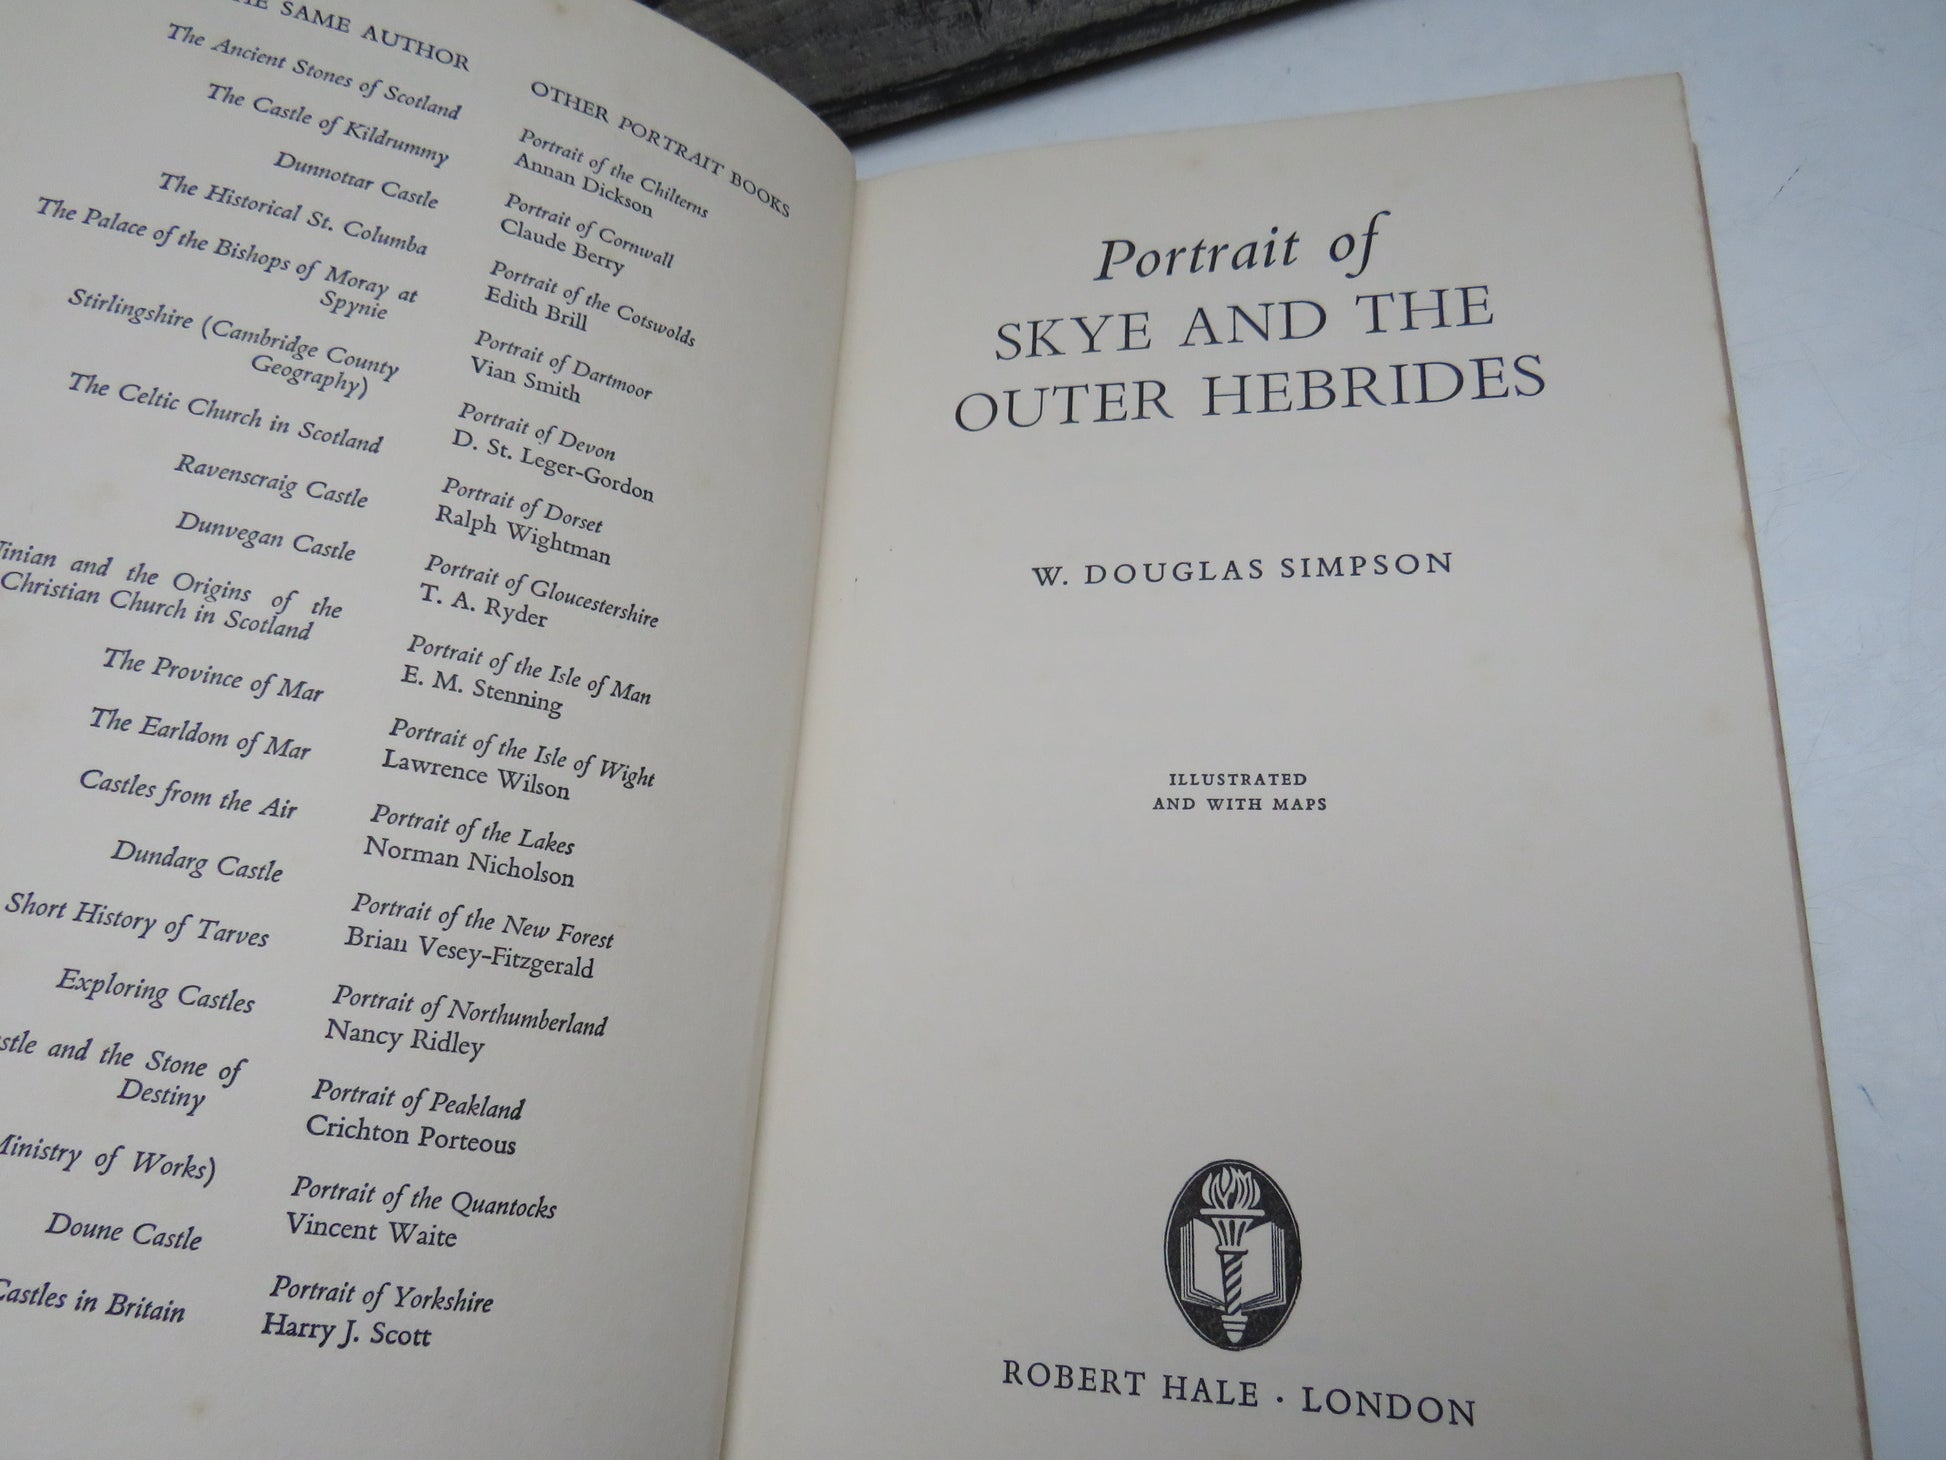 THE SAME AUTHOR
The Ancient Stones of Scotland
The Castle of Kildrummy
Dunnottar Castle
The Historical St. Columba
The Palace of the Bishops of Moray at
Spynie
Stirlingshire (Cambridge County
Geography)
The Celtic Church in Scotland
Ravenscraig Castle
Dunvegan Castle
and the Origins of the
Christian Church in Scotland
The Province of Mar
The Earldom of Mar
Castles from the Air
Dundarg Castle
Short History of Tarves
Exploring Castles
and the Stone of
Destiny
Ministry of Works)
Doune Castle
Castles in Britain
OTHER PORTRAIT BOOKS
Portrait of the Chilterns
Annan Dickson
Portrait of Cornwall
Claude Berry
Portrait of the Cotswolds
Edith Brill
Portrait of Dartmoor
Vian Smith
Portrait of Devon
D. St. Leger-Gordon
Portrait of Dorset
Ralph Wightman
Portrait of Gloucestershire
T. A. Ryder
Portrait of the Isle of Man
E. M. Stenning
Portrait of the Isle of Wight
Lawrence Wilson
Portrait of the Lakes
Norman Nicholson
Portrait of the New Forest
Brian Vesey-Fitzgerald
Portrait of Northumberland
Nancy Ridley
Portrait of Peakland
Crichton Porteous
Portrait of the Quantocks
Vincent Waite
Portrait of Yorkshire
Harry J. Scott
Portrait of
SKYE AND THE
OUTER HEBRIDES
W. DOUGLAS SIMPSON
ILLUSTRATED
AND WITH MAPS
ROBERT HALE · LONDON